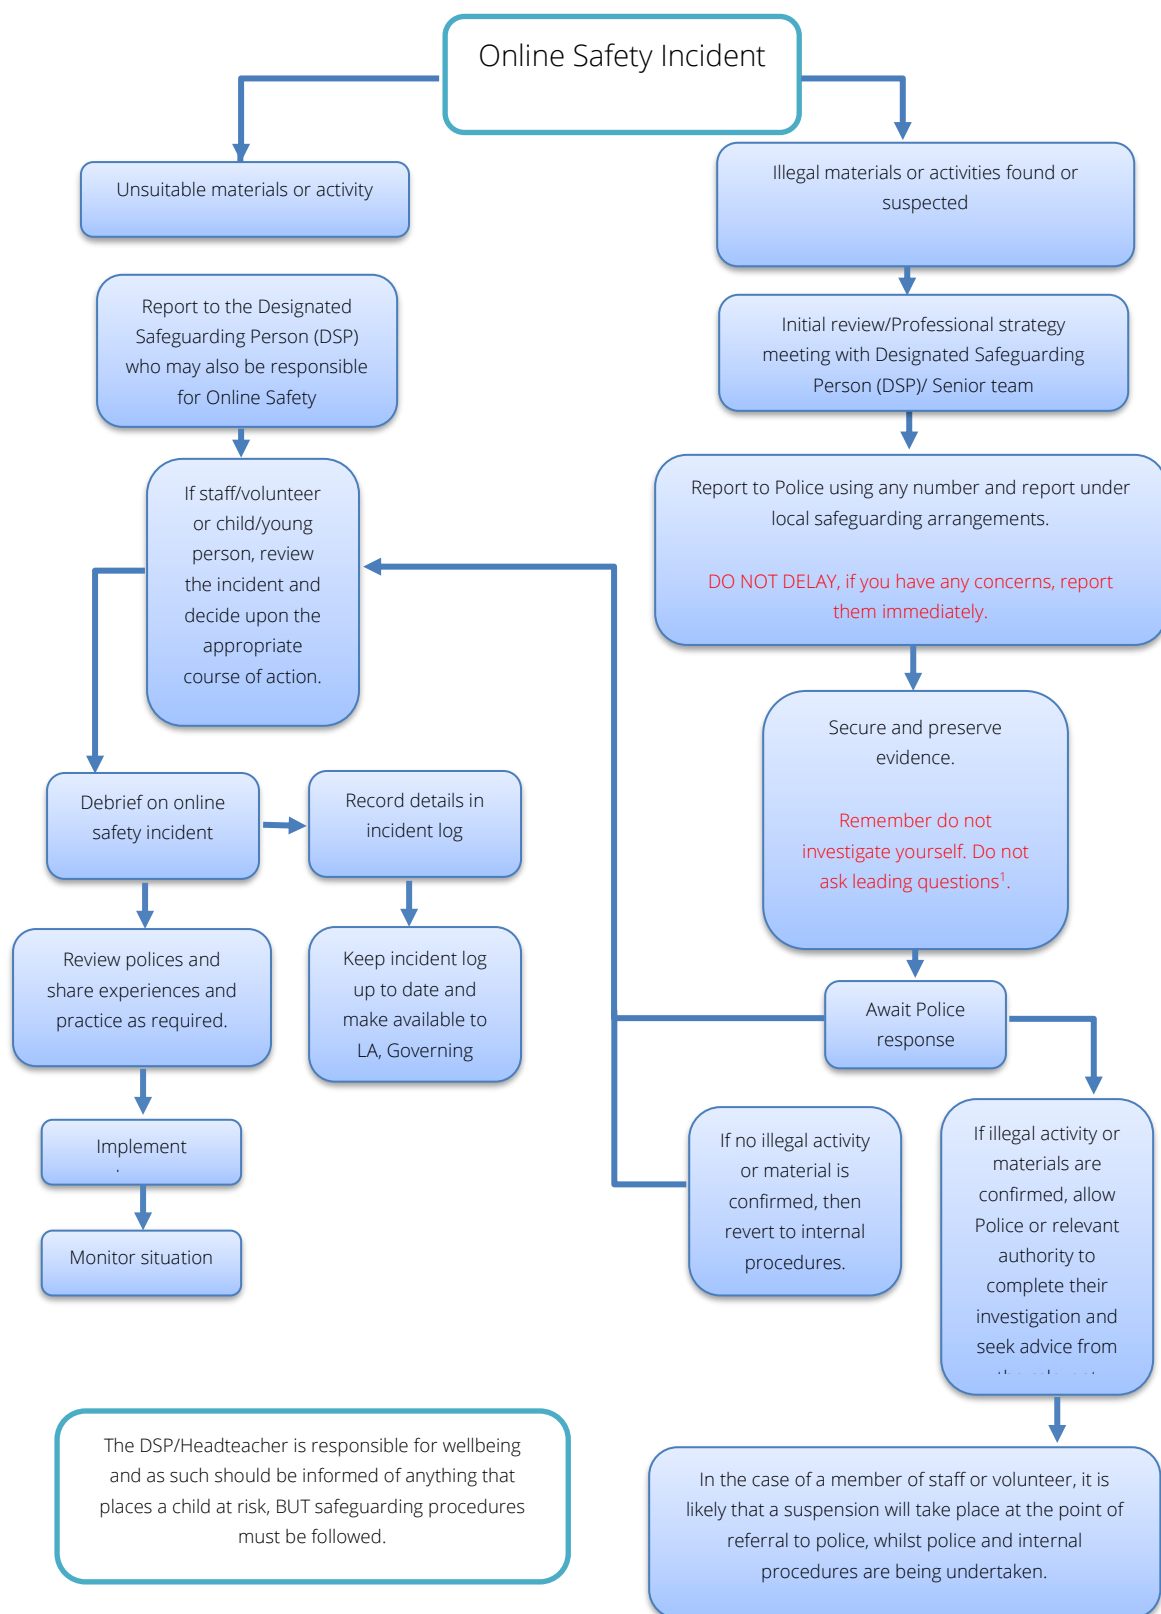 Online Safety Incident
Unsuitable materials or activity
Report to the Designated
Safeguarding Person (DSP)
who may also be responsible
for Online Safety
If staff/volunteer
or child/young
person, review
the incident and
decide upon the
appropriate
course of action.
Debrief on online
safety incident
Record details in
incident log
Review polices and
share experiences and
practice as required.
Keep incident log
up to date and
make available to
LA, Governing
Implement
Monitor situation
Illegal materials or activities found or
suspected
Initial review/Professional strategy
meeting with Designated Safeguarding
Person (DSP)/ Senior team
Report to Police using any number and report under
local safeguarding arrangements.
DO NOT DELAY, if you have any concerns, report
them immediately.
Secure and preserve
evidence.
Remember do not
investigate yourself. Do not
ask leading questions¹.
Await Police
response
If no illegal activity
or material is
confirmed, then
revert to internal
procedures.
If illegal activity or
materials are
confirmed, allow
Police or relevant
authority to
complete their
investigation and
seek advice from
In the case of a member of staff or volunteer, it is
likely that a suspension will take place at the point of
referral to police, whilst police and internal
procedures are being undertaken.
The DSP/Headteacher is responsible for wellbeing
and as such should be informed of anything that
places a child at risk, BUT safeguarding procedures
must be followed.